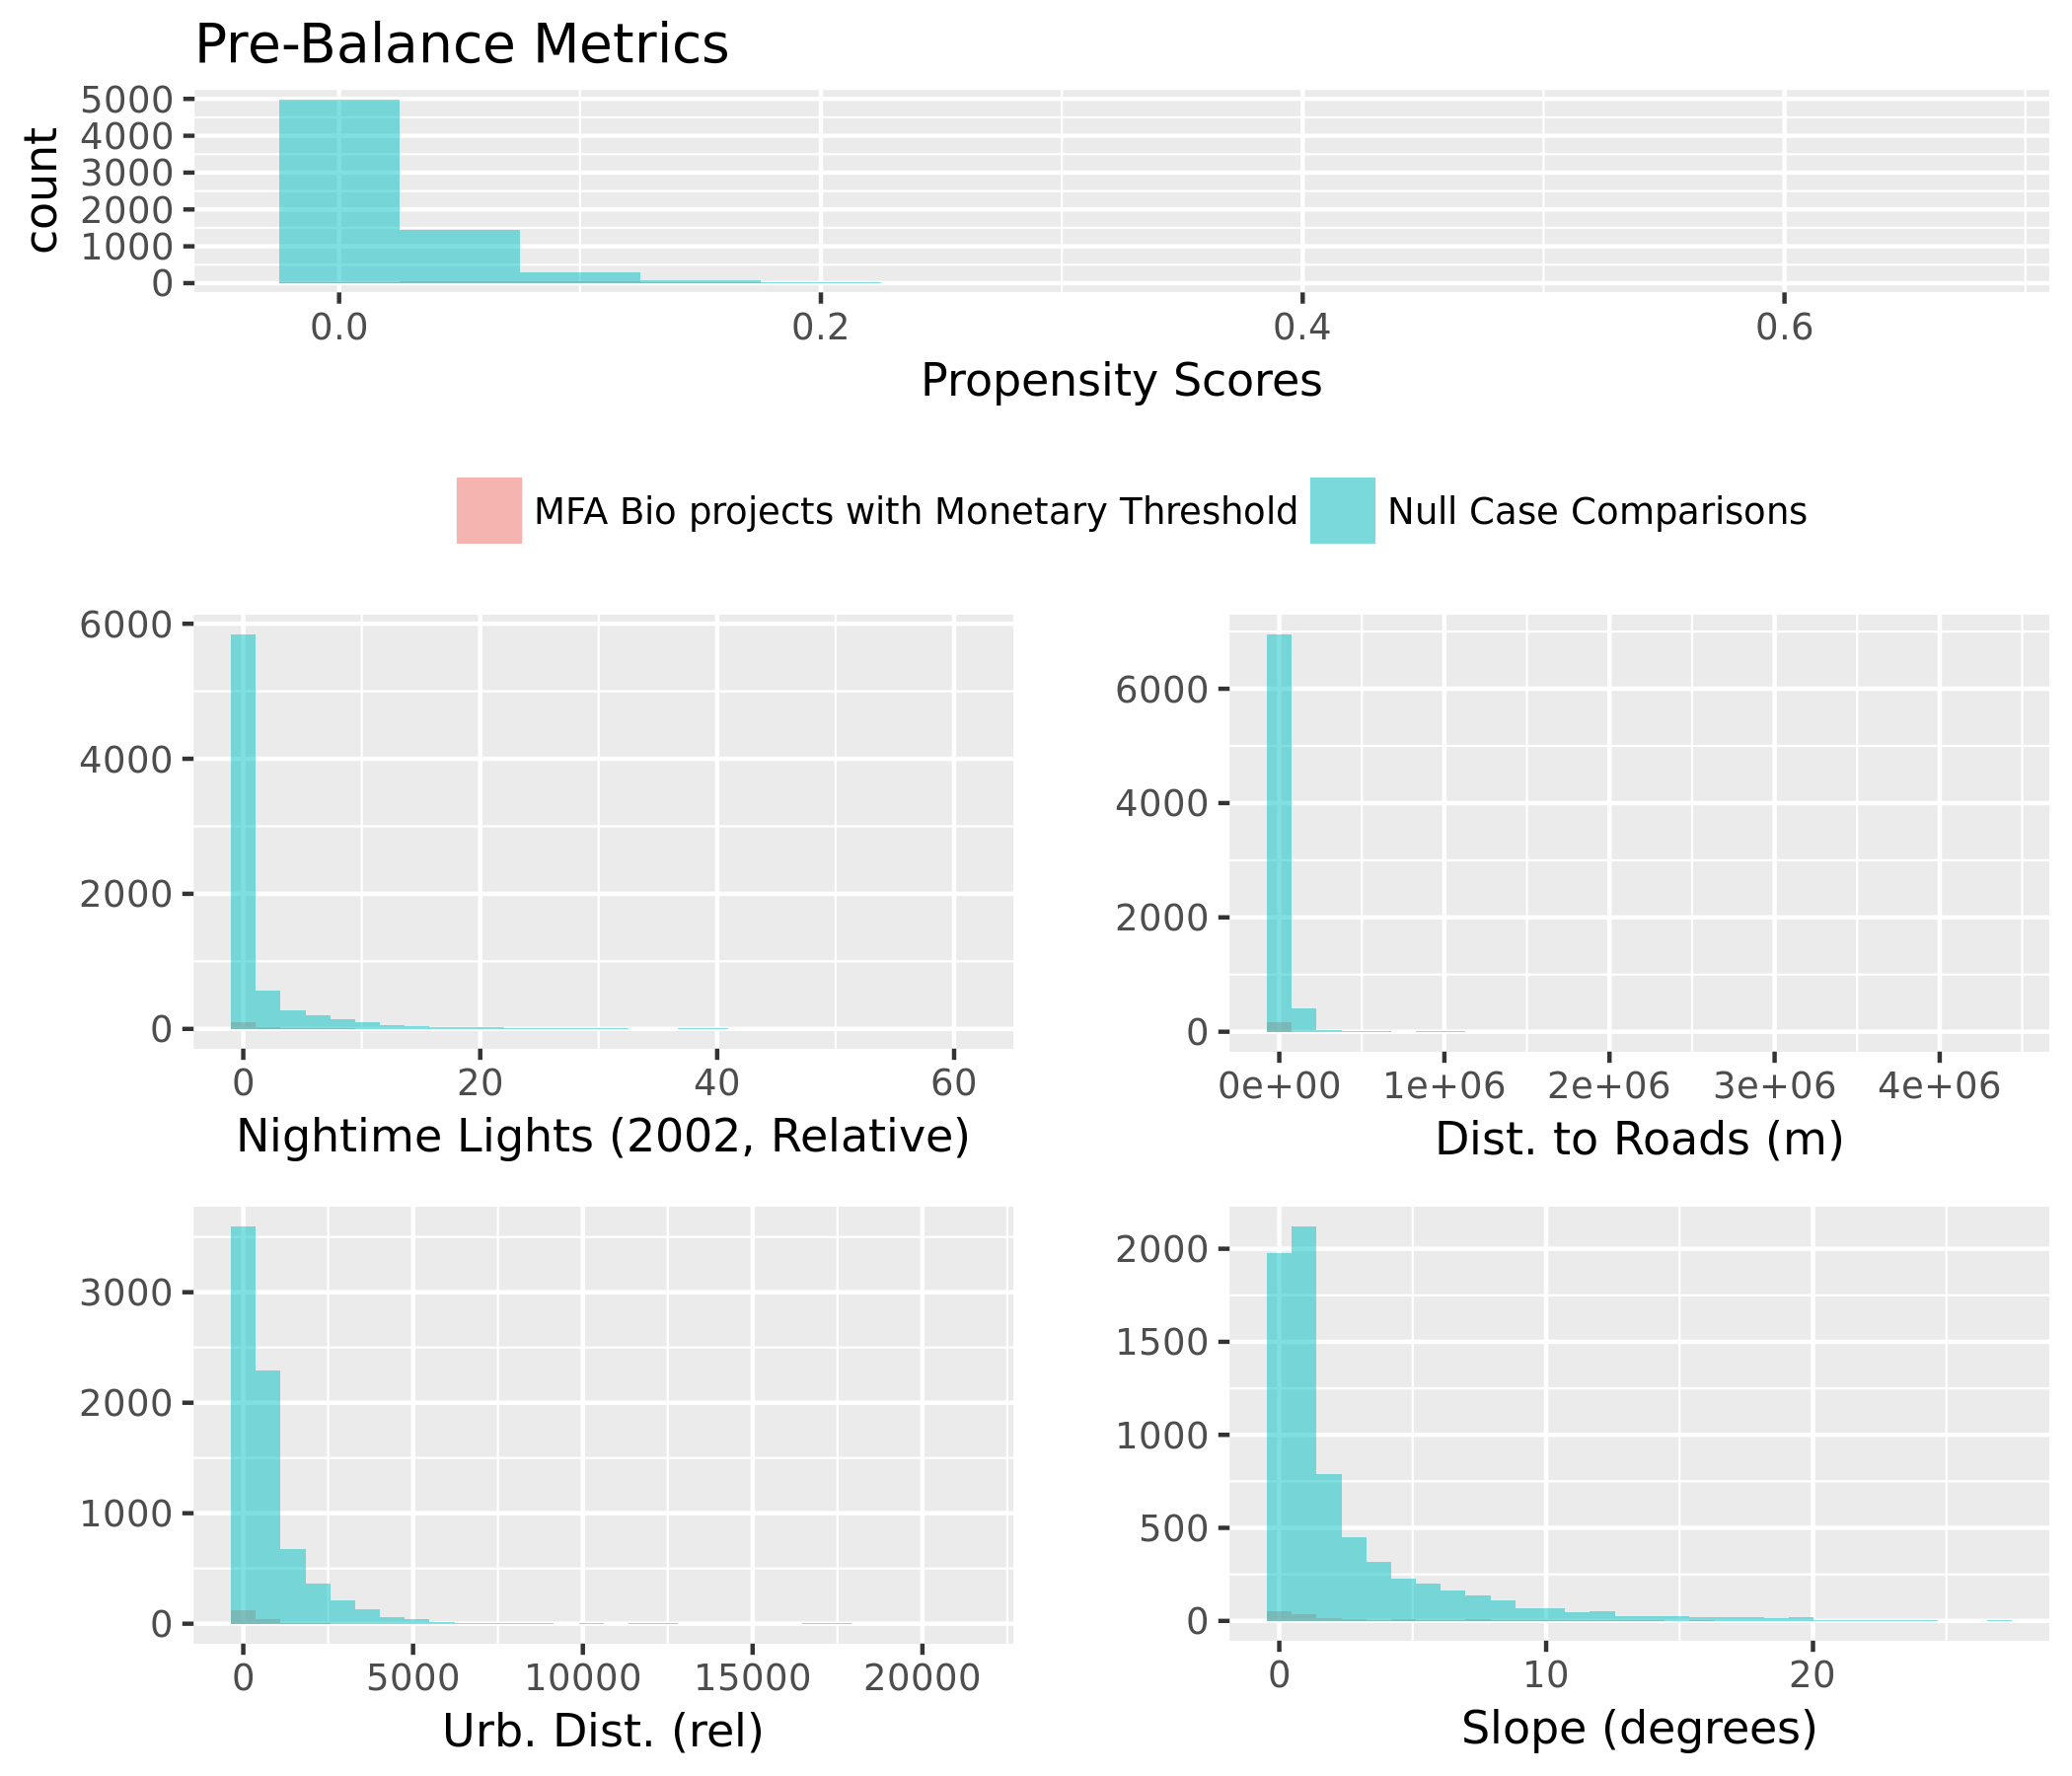 Pre-Balance Metrics
count
5000
4000
3000
2000
1000
0
0.0 0.2 0.4 0.6
Propensity Scores
MFA Bio projects with Monetary Threshold Null Case Comparisons
6000
4000
2000
0
0 20 40 60
Nightime Lights (2002, Relative)
6000
4000
2000
0
0e+00 1e+06 2e+06 3e+06 4e+06
Dist. to Roads (m)
3000
2000
1000
0
0 5000 10000 15000 20000
Urb. Dist. (rel)
2000
1500
1000
500
0
0 10 20
Slope (degrees)